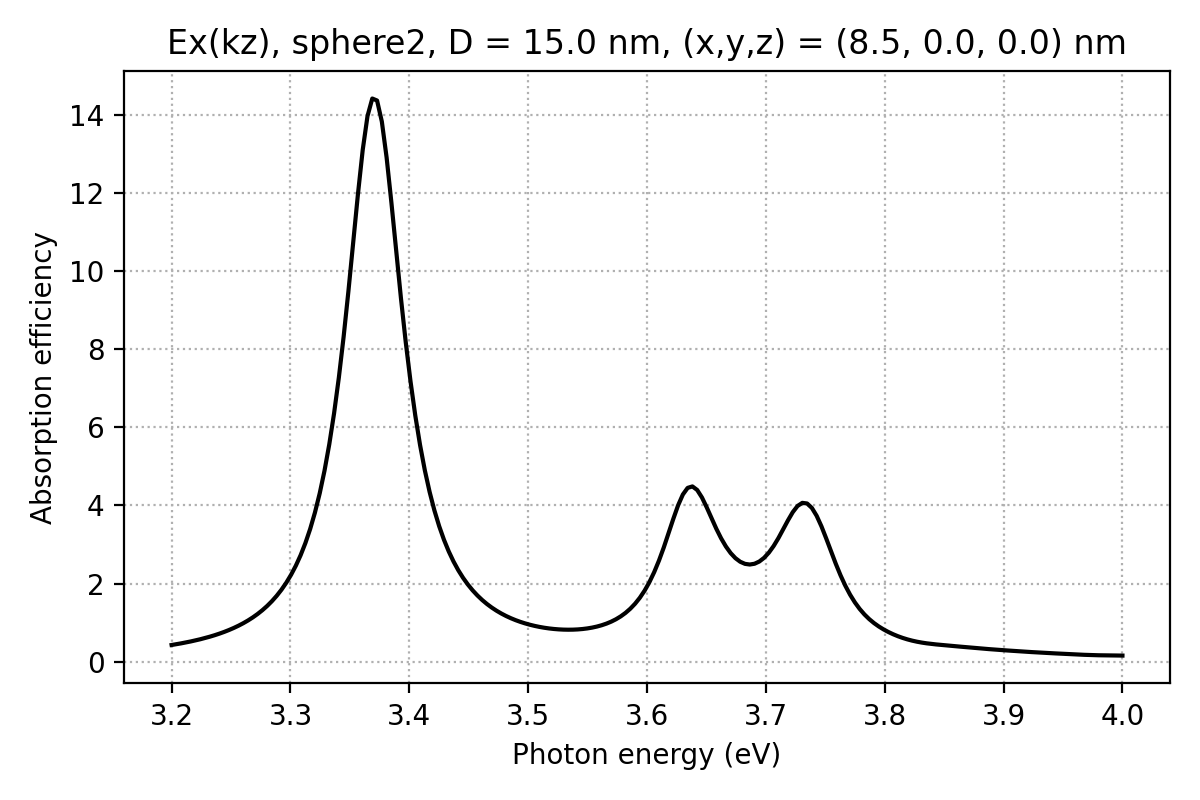 Ex(kz), sphere2, D = 15.0 nm, (x,y,z) = (8.5, 0.0, 0.0) nm
Absorption efficiency
14
12
10
8
6
4
2
0
3.2 3.3 3.4 3.5 3.6 3.7 3.8 3.9 4.0
Photon energy (eV)